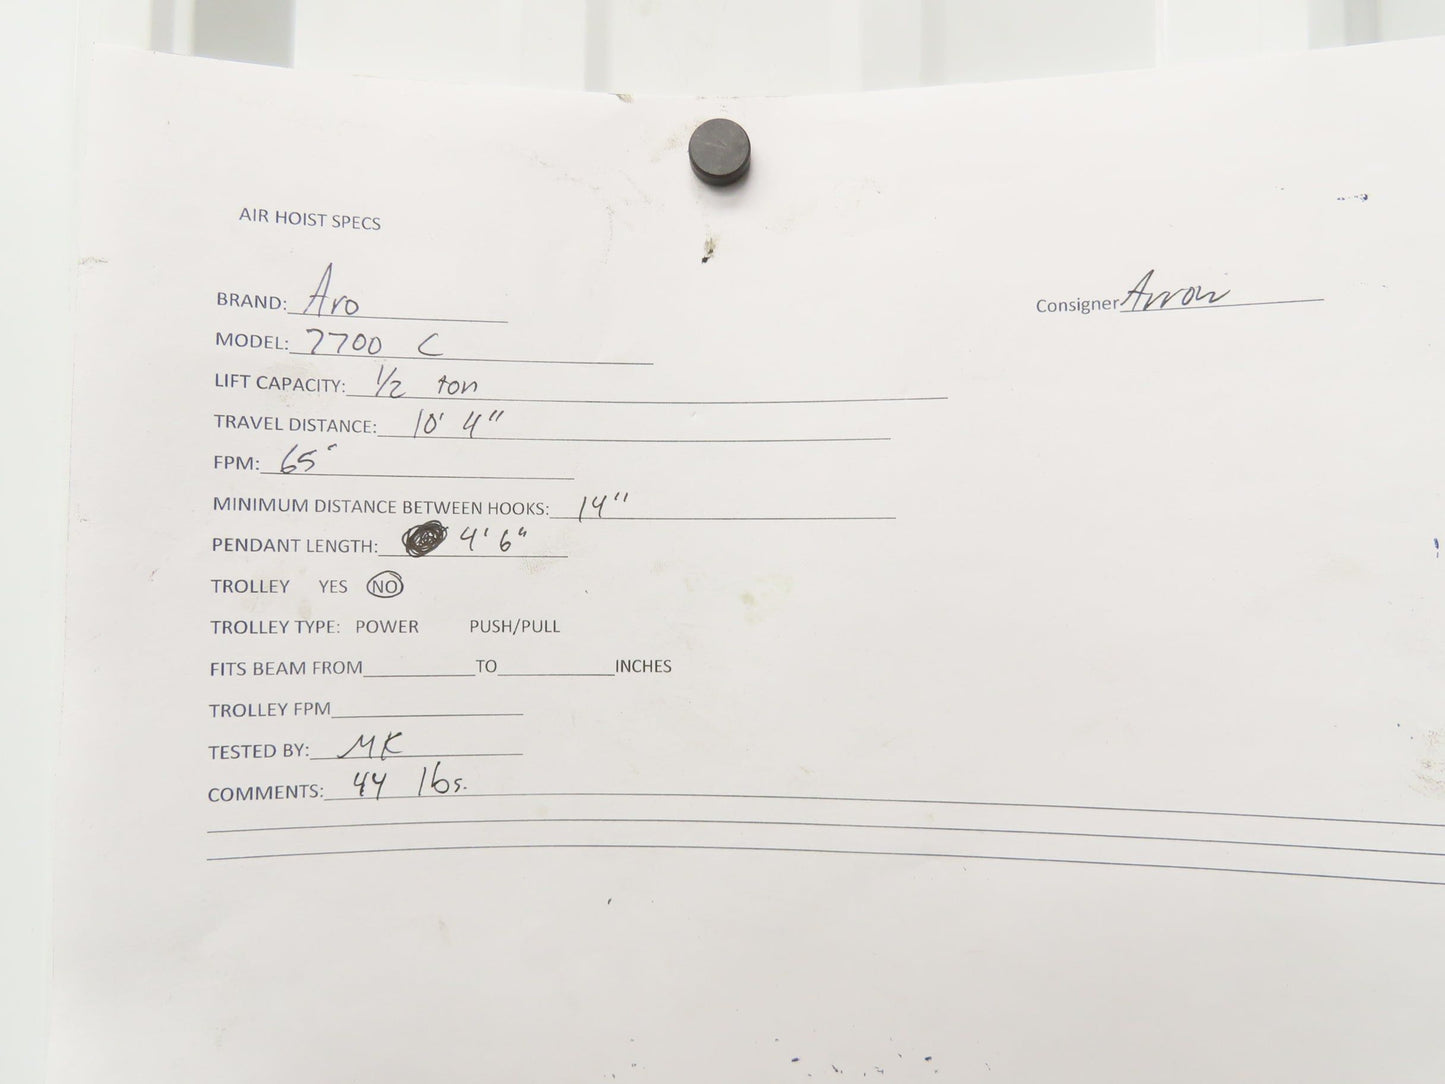 AIR HOIST SPECS
BRAND: Aro
Consigner Arrow
MODEL: 7700 C
LIFT CAPACITY: 1/2 ton
TRAVEL DISTANCE: 10' 4"
FPM: 65"
MINIMUM DISTANCE BETWEEN HOOKS: 14"
PENDANT LENGTH: 4' 6"
TROLLEY YES NO
TROLLEY TYPE: POWER PUSH/PULL
FITS BEAM FROM TO INCHES
TROLLEY FPM
TESTED BY: MK
COMMENTS: 44 lbs.